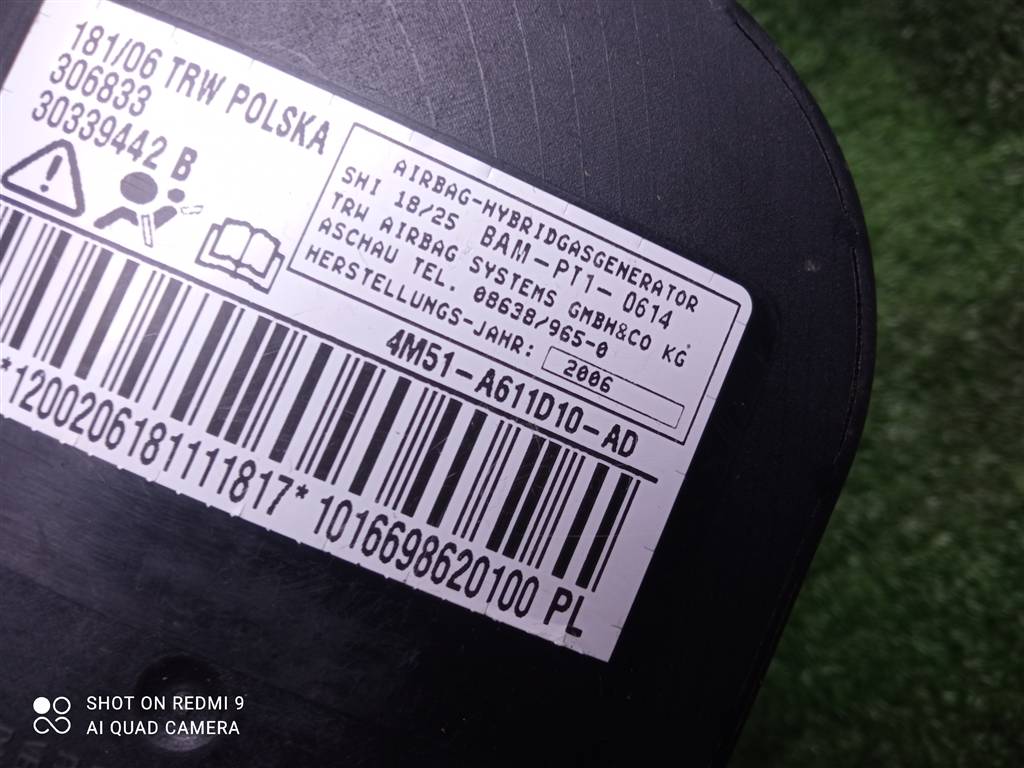 181/06 TRW POLSKA
306833
30339442 B
AIRBAG-HYBRIDGASGENERATOR
SHI 18/25 BAM-PT1-0614
TRW AIRBAG SYSTEMS GMBH&CO KG
ASCHAU TEL. 08638/965-0
HERSTELLUNGS-JAHR: 2006
4M51-A611D10-AD
*1200206181111817* 1016698620100 PL
SHOT ON REDMI 9
AI QUAD CAMERA